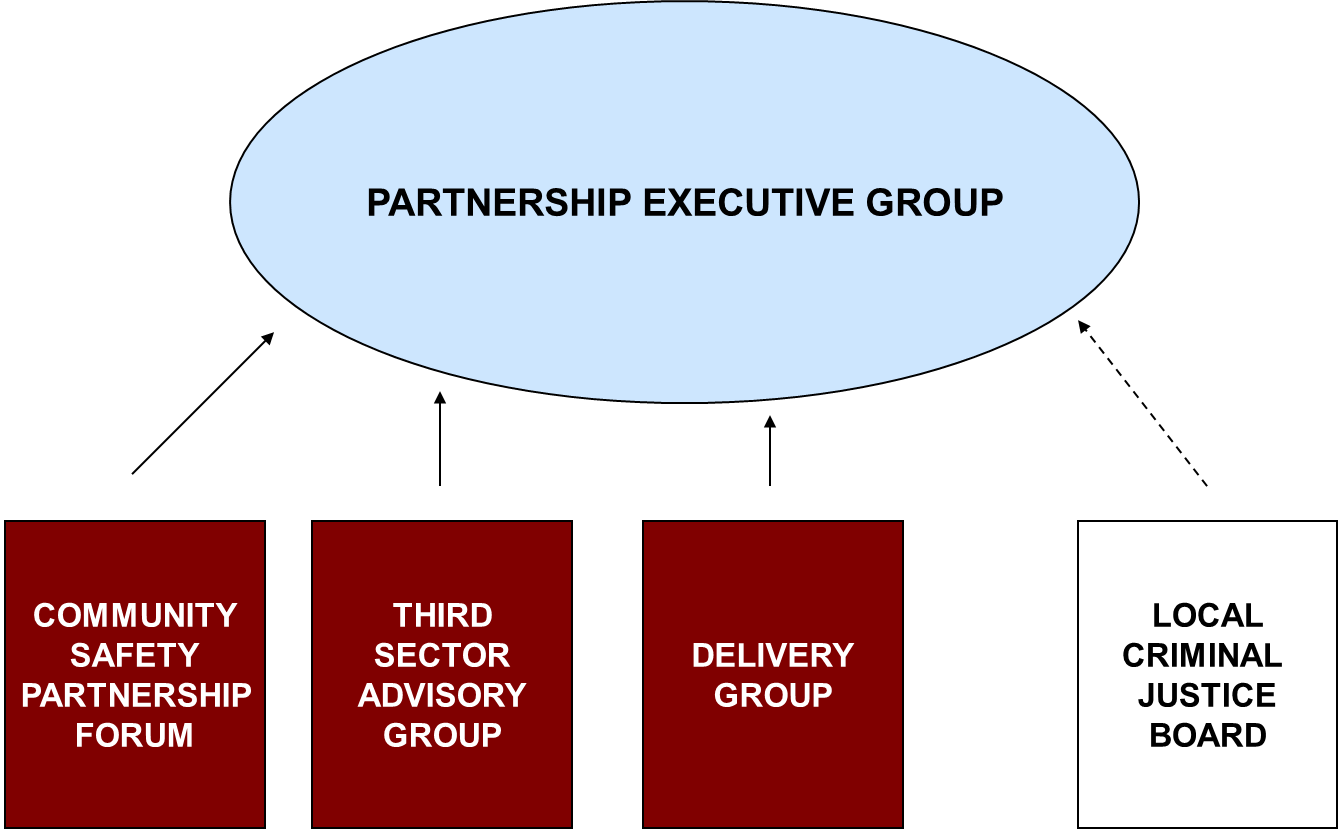 PARTNERSHIP EXECUTIVE GROUP
COMMUNITY
SAFETY
PARTNERSHIP
FORUM
THIRD
SECTOR
ADVISORY
GROUP
DELIVERY
GROUP
LOCAL
CRIMINAL
JUSTICE
BOARD